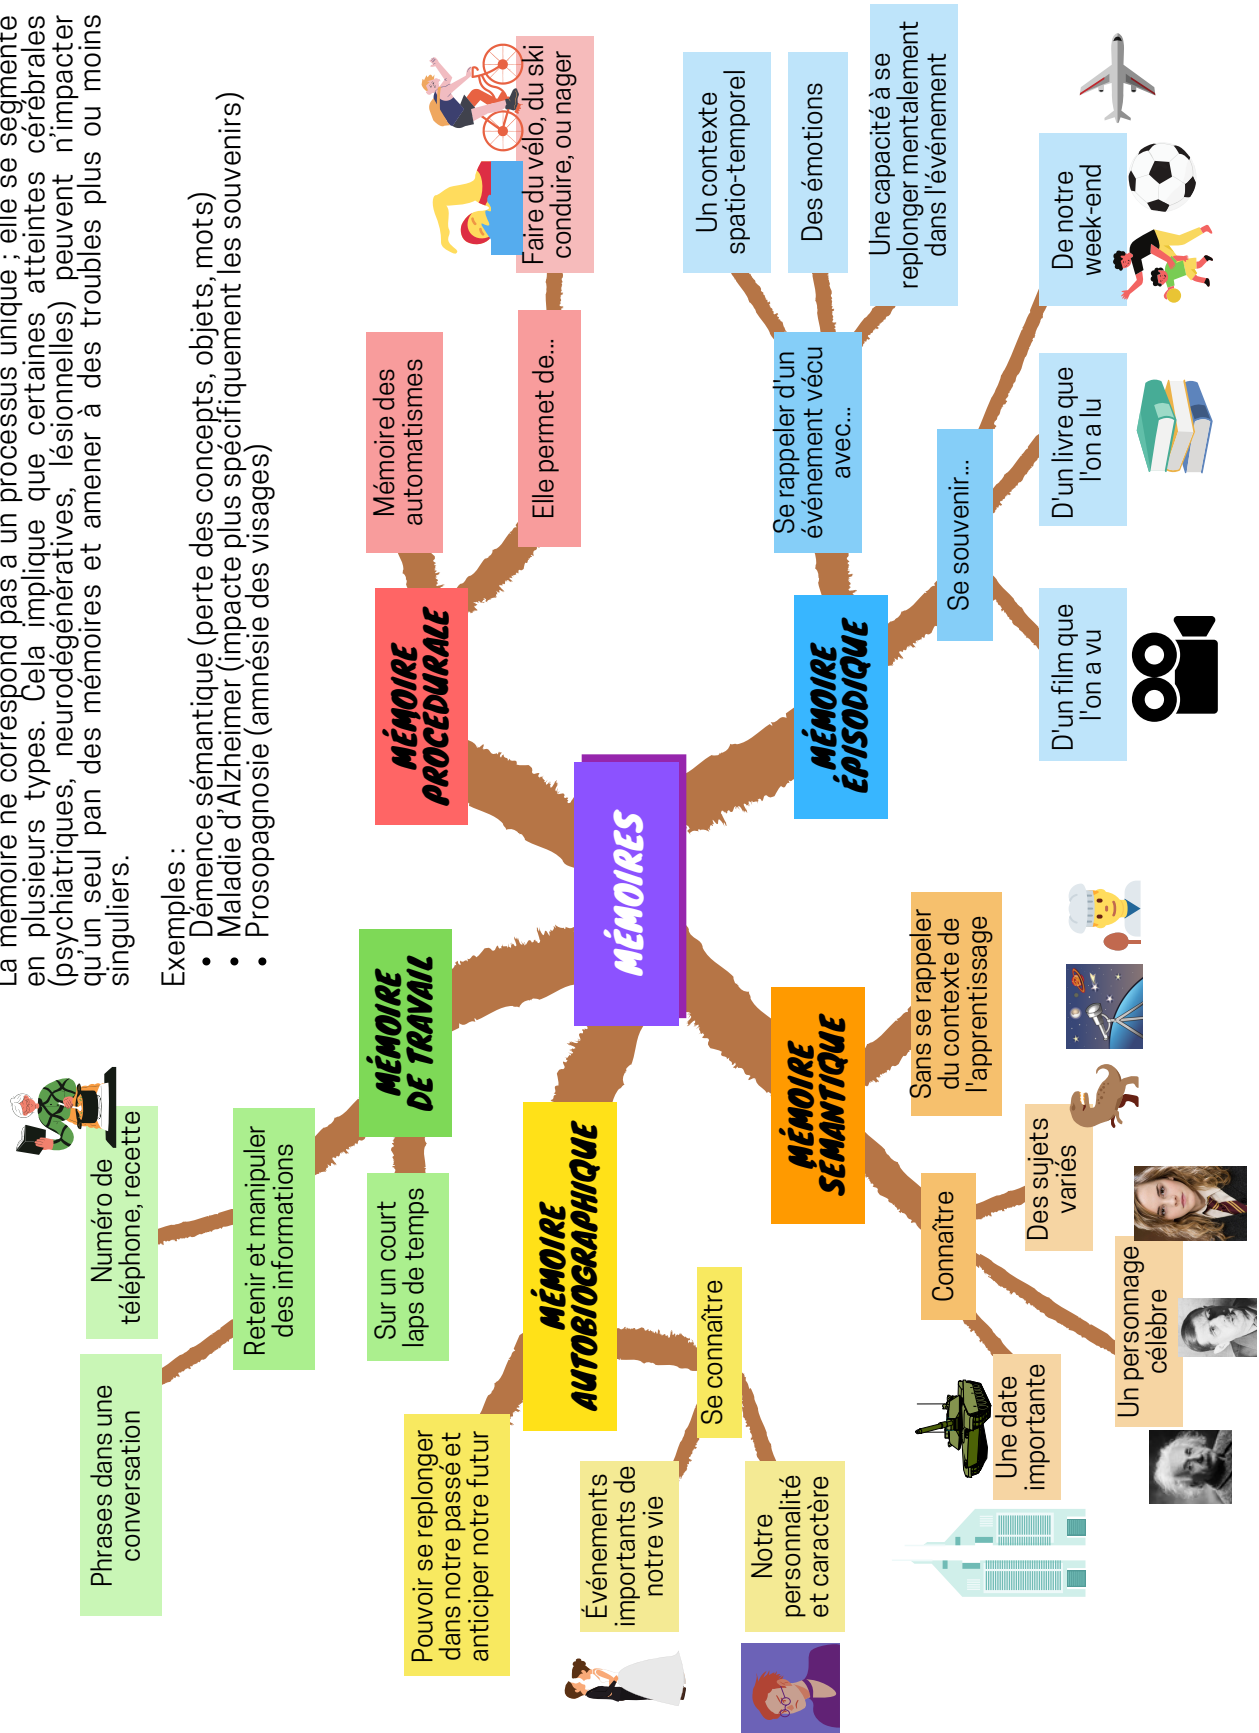 La mémoire ne correspond pas à un processus unique ; elle se segmente
en plusieurs types. Cela implique que certaines atteintes cérébrales
(psychiatriques, neurodégénératives, lésionnelles) peuvent n'impacter
qu'un seul pan des mémoires et amener à des troubles plus ou moins
singuliers.
Exemples :
• Démence sémantique (perte des concepts, objets, mots)
• Maladie d'Alzheimer (impacte plus spécifiquement les souvenirs)
• Prosopagnosie (amnésie des visages)
Phrases dans une
conversation
Numéro de
téléphone, recette
Retenir et manipuler
des informations
Sur un court
laps de temps
MÉMOIRE
DE TRAVAIL
Mémoire des
automatismes
Elle permet de...
Faire du vélo, du ski
conduire, ou nager
MÉMOIRE
PROCÉDURALE
MÉMOIRES
Pouvoir se replonger
dans notre passé et
anticiper notre futur
MÉMOIRE
AUTOBIOGRAPHIQUE
Se connaître
Événements
importants de
notre vie
Notre
personnalité
et caractère
MÉMOIRE
SÉMANTIQUE
Sans se rappeler
du contexte de
l'apprentissage
Connaître
Une date
importante
Un personnage
célèbre
Des sujets
variés
MÉMOIRE
ÉPISODIQUE
Se rappeler d'un
événement vécu
avec...
Un contexte
spatio-temporel
Des émotions
Une capacité à se
replonger mentalement
dans l'événement
Se souvenir...
D'un film que
l'on a vu
D'un livre que
l'on a lu
De notre
week-end